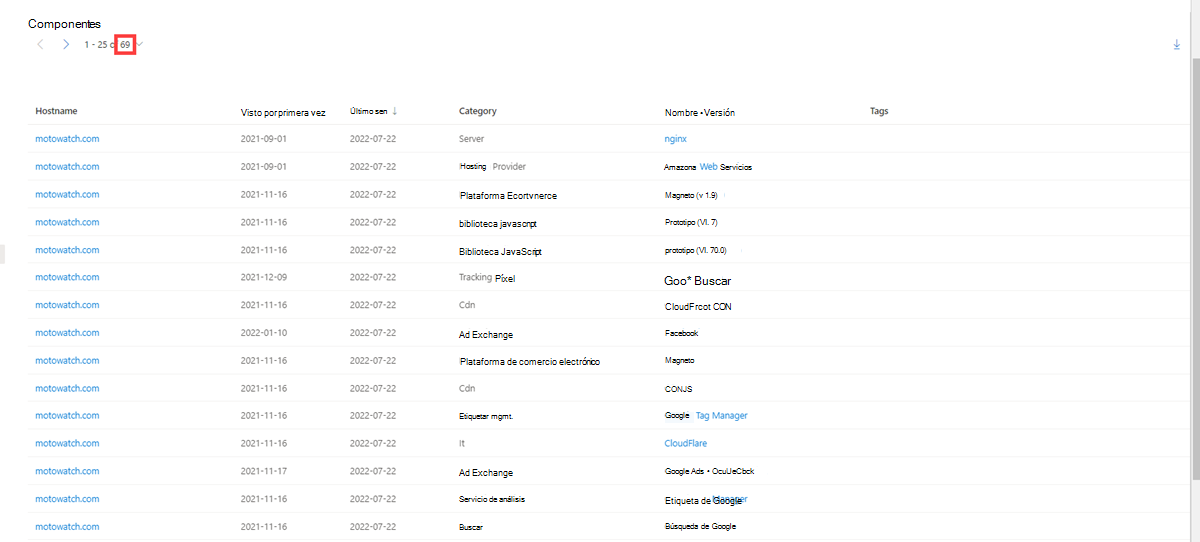 Componentes
1 - 25 69
Hostname Visto por primera vez Último sen ↓ Category Nombre • Versión Tags
motowatch.com 2021-09-01 2022-07-22 Server nginx
motowatch.com 2021-09-01 2022-07-22 Hosting Provider Amazona Web Servicios
motowatch.com 2021-11-16 2022-07-22 Plataforma Ecortvnerce Magneto (v 1.9)
motowatch.com 2021-11-16 2022-07-22 biblioteca javascnpt Prototipo (VI. 7)
motowatch.com 2021-11-16 2022-07-22 Biblioteca JavaScript prototipo (VI. 70.0)
motowatch.com 2021-12-09 2022-07-22 Tracking Píxel Goo* Buscar
motowatch.com 2021-11-16 2022-07-22 Cdn CloudFroot CON
motowatch.com 2022-01-10 2022-07-22 Ad Exchange Facebook
motowatch.com 2021-11-16 2022-07-22 Plataforma de comercio electrónico Magneto
motowatch.com 2021-11-16 2022-07-22 Cdn CONJS
motowatch.com 2021-11-16 2022-07-22 Etiquetar mgmt. Google Tag Manager
motowatch.com 2021-11-16 2022-07-22 It CloudFlare
motowatch.com 2021-11-17 2022-07-22 Ad Exchange Google Ads •
motowatch.com 2021-11-16 2022-07-22 Servicio de análisis Etiqueta de Google
motowatch.com 2021-11-16 2022-07-22 Buscar Búsqueda de Google